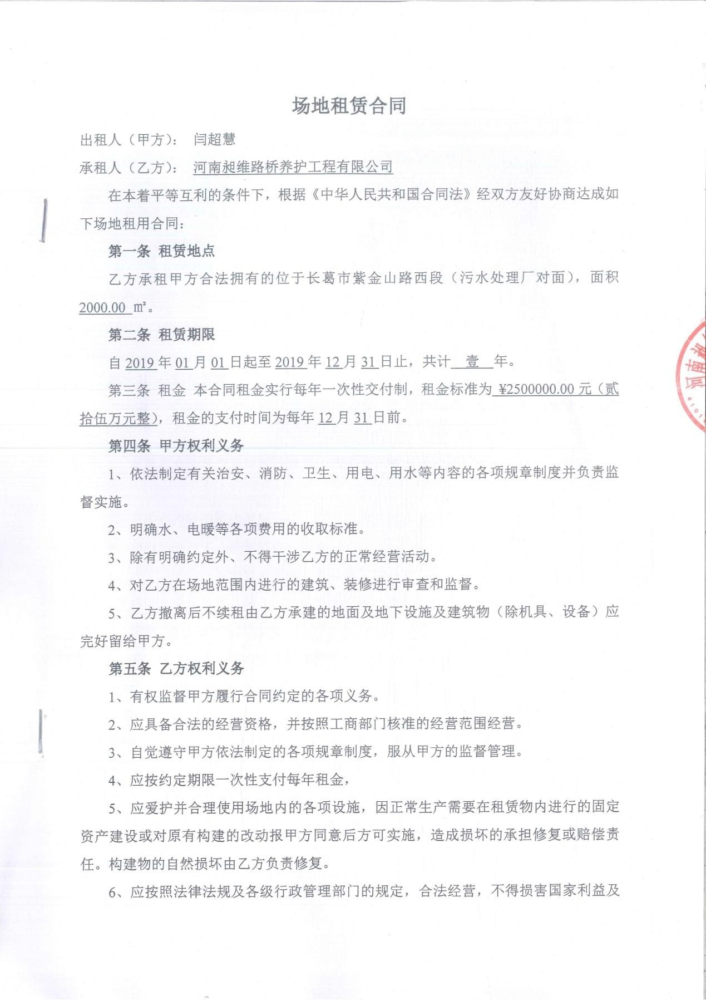 场地租赁合同
出租人（甲方）： 闫超慧
承租人（乙方）： 河南昶维路桥养护工程有限公司
在本着平等互利的条件下，根据《中华人民共和国合同法》经双方友好协商达成如
下场地租用合同：
第一条 租赁地点
乙方承租甲方合法拥有的位于长葛市紫金山路西段（污水处理厂对面），面积
2000.00 ㎡。
第二条 租赁期限
自 2019 年 01 月 01 日起至 2019 年 12 月 31 日止，共计 壹 年。
第三条 租金 本合同租金实行每年一次性交付制，租金标准为 ¥2500000.00 元（贰
拾伍万元整），租金的支付时间为每年 12 月 31 日前。
第四条 甲方权利义务
1、依法制定有关治安、消防、卫生、用电、用水等内容的各项规章制度并负责监
督实施。
2、明确水、电暖等各项费用的收取标准。
3、除有明确约定外、不得干涉乙方的正常经营活动。
4、对乙方在场地范围内进行的建筑、装修进行审查和监督。
5、乙方撤离后不续租由乙方承建的地面及地下设施及建筑物（除机具、设备）应
完好留给甲方。
第五条 乙方权利义务
1、有权监督甲方履行合同约定的各项义务。
2、应具备合法的经营资格，并按照工商部门核准的经营范围经营。
3、自觉遵守甲方依法制定的各项规章制度，服从甲方的监督管理。
4、应按约定期限一次性支付每年租金，
5、应爱护并合理使用场地内的各项设施，因正常生产需要在租赁物内进行的固定
资产建设或对原有构建的改动报甲方同意后方可实施，造成损坏的承担修复或赔偿责
任。构建物的自然损坏由乙方负责修复。
6、应按照法律法规及各级行政管理部门的规定，合法经营，不得损害国家利益及
河南昶
4101